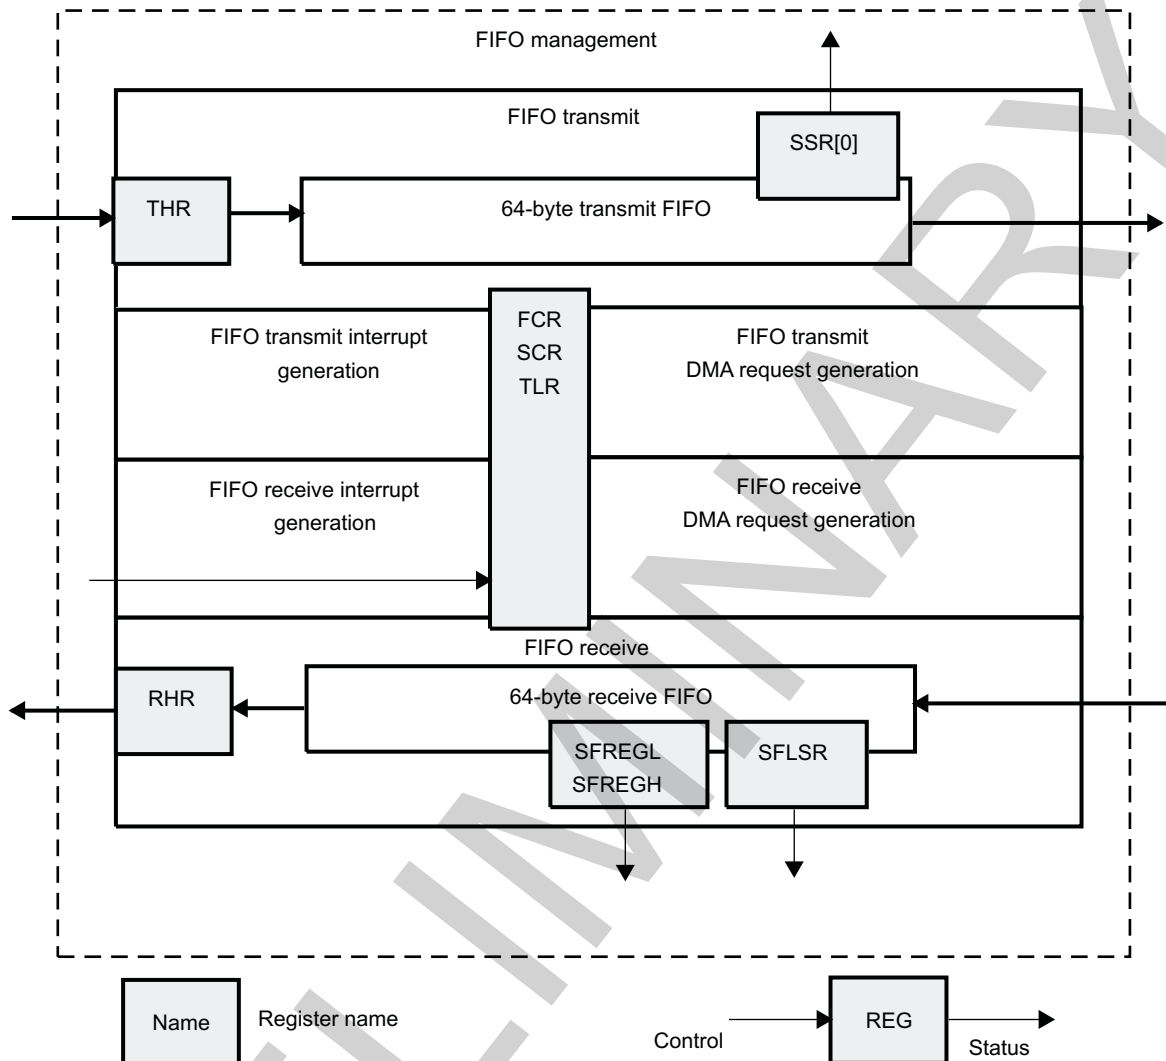 FIFO management
FIFO transmit
SSR[0]
THR
64-byte transmit FIFO
FIFO transmit interrupt
generation
FCR
SCR
TLR
FIFO transmit
DMA request generation
FIFO receive interrupt
generation
FIFO receive
DMA request generation
FIFO receive
RHR
64-byte receive FIFO
SFREGL
SFREGH
SFLSR
Name
Register name
Control
REG
Status
LIMINARY